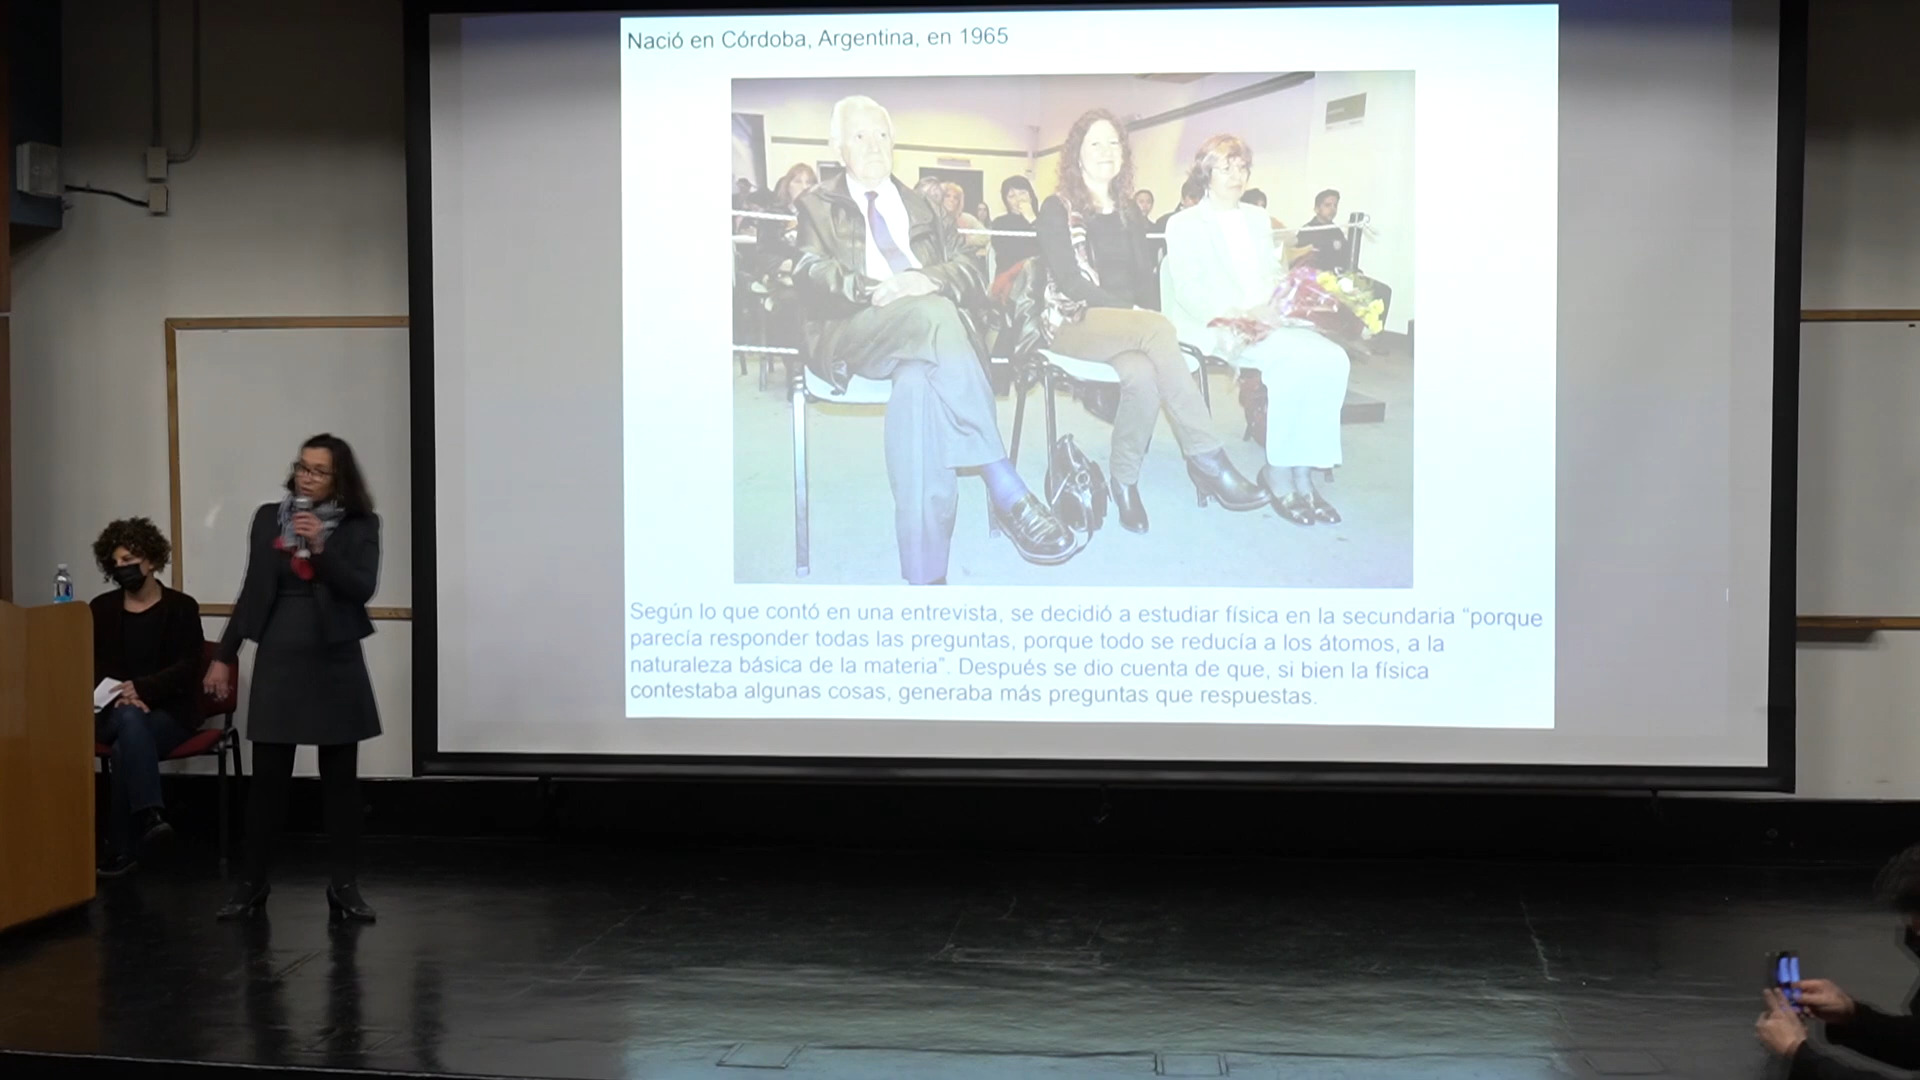 Nació en Córdoba, Argentina, en 1965
Según lo que contó en una entrevista, se decidió a estudiar física en la secundaria “porque
parecía responder todas las preguntas, porque todo se reducía a los átomos, a la
naturaleza básica de la materia”. Después se dio cuenta de que, si bien la física
contestaba algunas cosas, generaba más preguntas que respuestas.